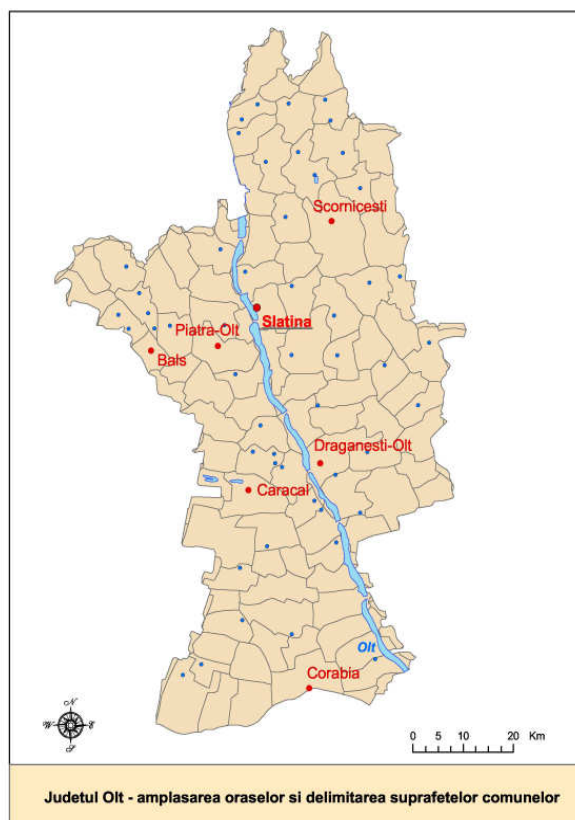 Scornicesti
Slatina
Piatra-Olt
Bals
Draganesti-Olt
Caracal
Olt
Corabia
N
W E
S
0 5 10 20 Km
Judetul Olt - amplasarea oraselor si delimitarea suprafetelor comunelor